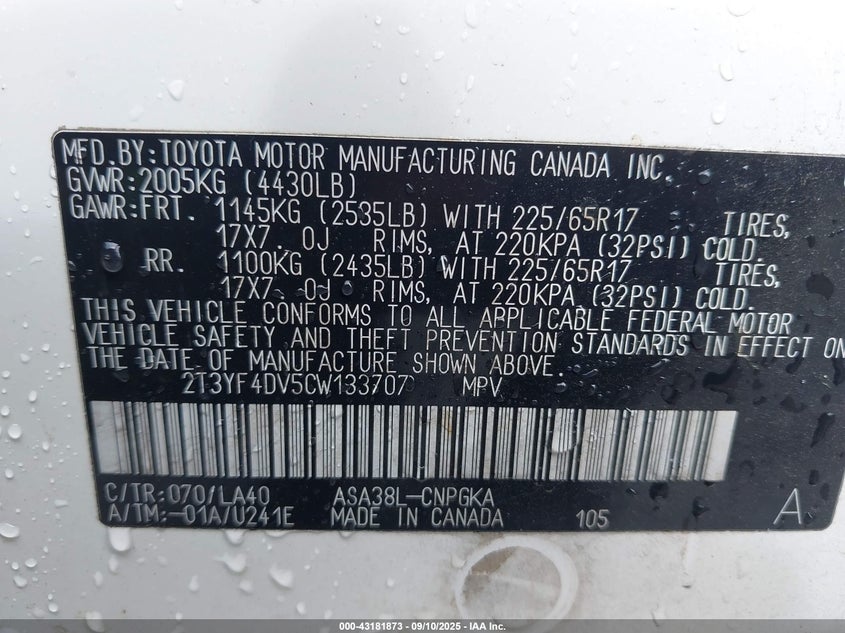 MFD.BY:TOYOTA MOTOR MANUFACTURING CANADA INC.
GVWR:2005KG (4430LB)
GAWR:FRT. 1145KG (2535LB) WITH 225/65R17 TIRES,
17X7. 0J RIMS, AT 220KPA (32PSI) COLD.
RR. 1100KG (2435LB) WITH 225/65R17 TIRES,
17X7. 0J RIMS, AT 220KPA (32PSI) COLD.
THIS VEHICLE CONFORMS TO ALL APPLICABLE FEDERAL MOTOR
VEHICLE SAFETY AND THEFT PREVENTION STANDARDS IN EFFECT ON
THE DATE OF MANUFACTURE SHOWN ABOVE.
2T3YF4DV5CW133707 MPV
C/TR:070/LA40 ASA38L-CNPGKA
A/TM:-01A/U241E MADE IN CANADA 105 A
000-43181873 - 09/10/2025 - IAA Inc.